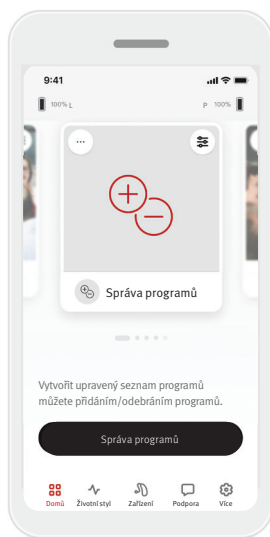 9:41
100% L
P 100%
...
Správa programů
Vytvořit upravený seznam programů
můžete přidáním/odebráním programů.
Správa programů
Domů Životní styl Zařízení Podpora Více